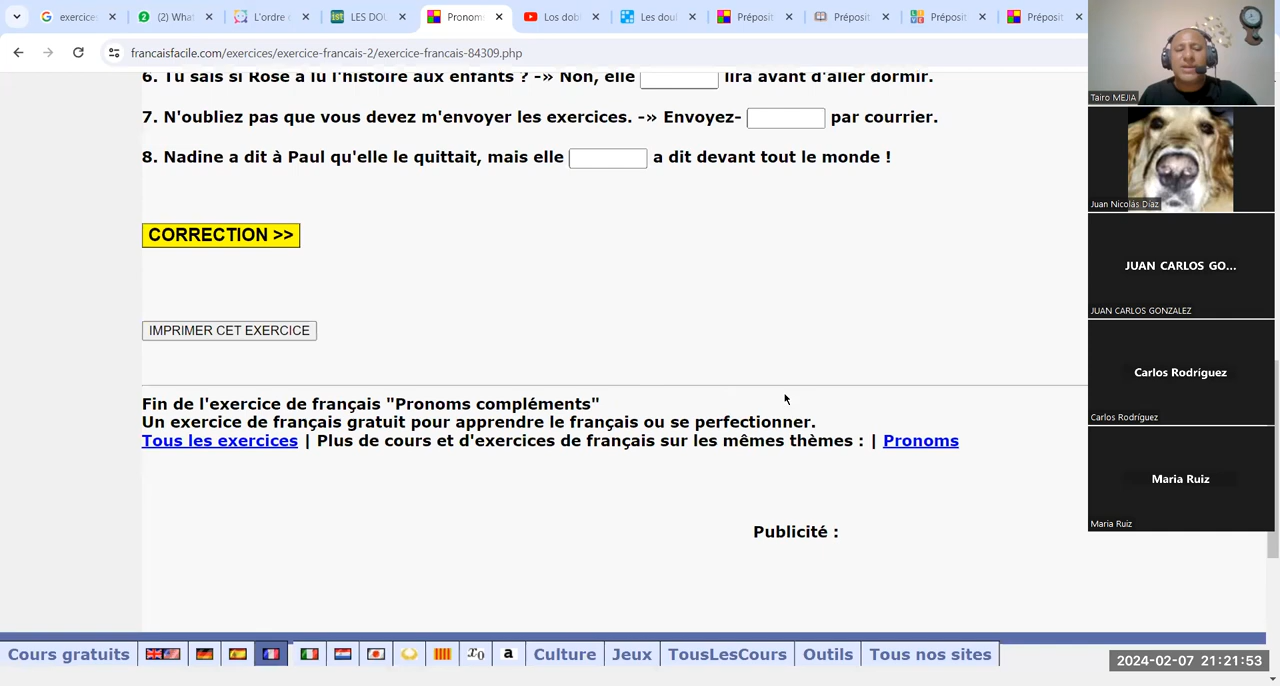 exercice
(2) What
L'ordre
LES DOU
Pronom
Los dobl
Les doul
Préposit
Préposit
Préposit
Préposit
francaisfacile.com/exercices/exercice-francais-2/exercice-francais-84309.php
6. Tu sais si Rose a lu l'histoire aux enfants ? -» Non, elle lira avant d'aller dormir.
7. N'oubliez pas que vous devez m'envoyer les exercices. -» Envoyez- par courrier.
8. Nadine a dit à Paul qu'elle le quittait, mais elle a dit devant tout le monde !
CORRECTION >>
IMPRIMER CET EXERCICE
Fin de l'exercice de français "Pronoms compléments"
Un exercice de français gratuit pour apprendre le français ou se perfectionner.
Tous les exercices | Plus de cours et d'exercices de français sur les mêmes thèmes : | Pronoms
Publicité :
Cours gratuits
x0
a
Culture
Jeux
TousLesCours
Outils
Tous nos sites
Tairo MEJIA
Juan Nicolás Díaz
JUAN CARLOS GO...
JUAN CARLOS GONZALEZ
Carlos Rodríguez
Carlos Rodríguez
Maria Ruiz
Maria Ruiz
2024-02-07 21:21:53